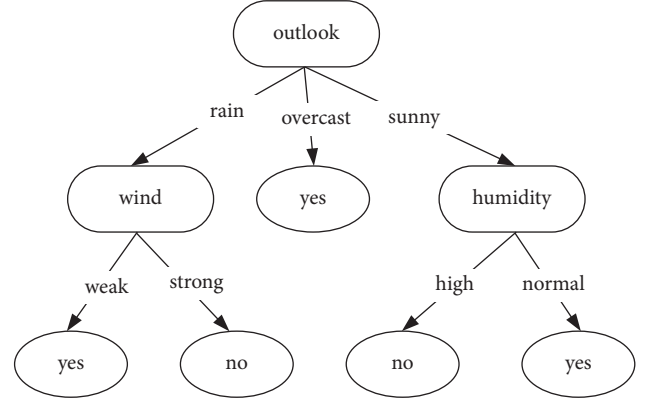 outlook
rain
overcast
sunny
wind
yes
humidity
weak
strong
high
normal
yes
no
no
yes